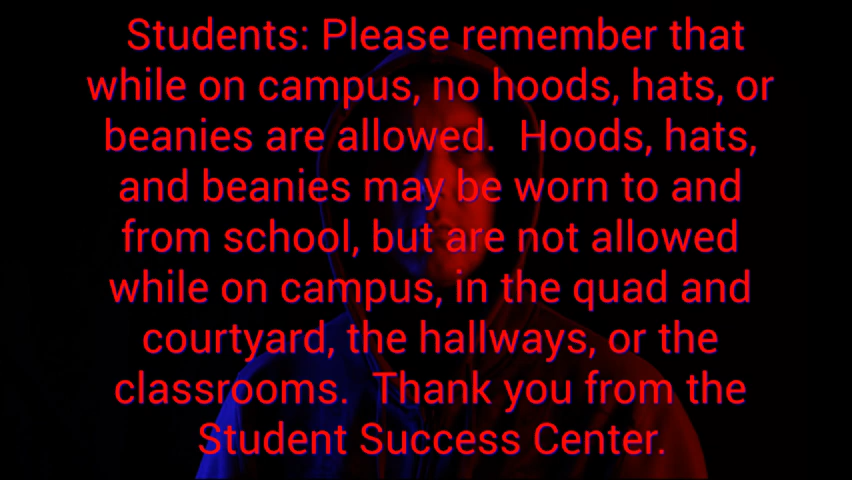 Students: Please remember that
while on campus, no hoods, hats, or
beanies are allowed.  Hoods, hats,
and beanies may be worn to and
from school, but are not allowed
while on campus, in the quad and
courtyard, the hallways, or the
classrooms.  Thank you from the
Student Success Center.